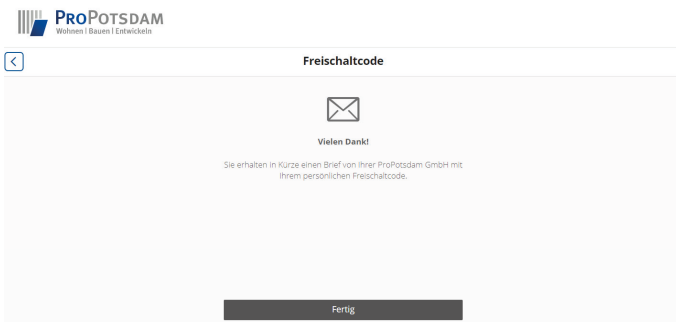 PROPOTSDAM
Wohnen | Bauen | Entwickeln
Freischaltcode
Vielen Dank!
Sie erhalten in Kürze einen Brief von Ihrer ProPotsdam GmbH mit
Ihrem persönlichen Freischaltcode.
Fertig